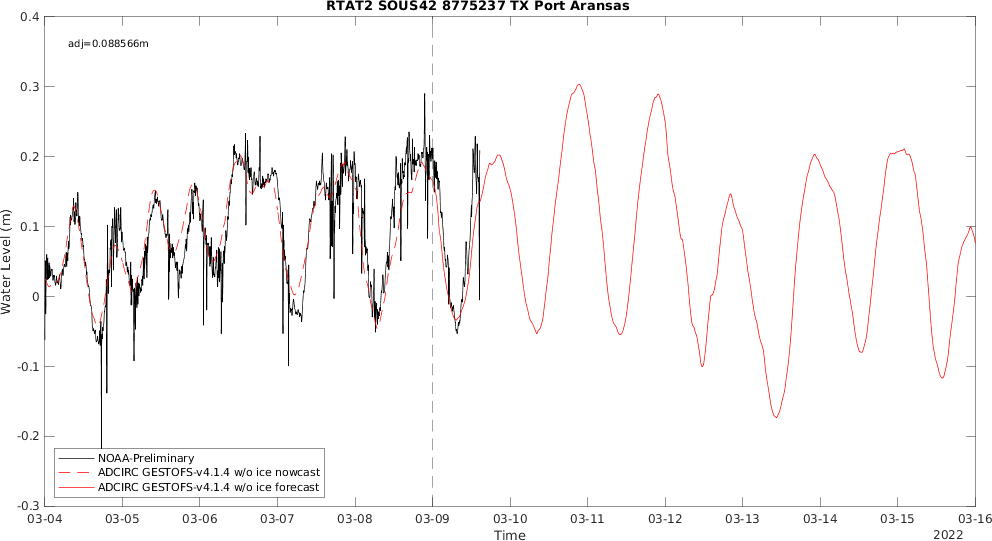 RTAT2 SOUS42 8775237 TX Port Aransas
adj=0.088566m
Water Level (m)
0.4
0.3
0.2
0.1
0
-0.1
-0.2
-0.3
NOAA-Preliminary
ADCIRC GESTOFS-v4.1.4 w/o ice nowcast
ADCIRC GESTOFS-v4.1.4 w/o ice forecast
03-04 03-05 03-06 03-07 03-08 03-09 03-10 03-11 03-12 03-13 03-14 03-15 03-16
Time
2022